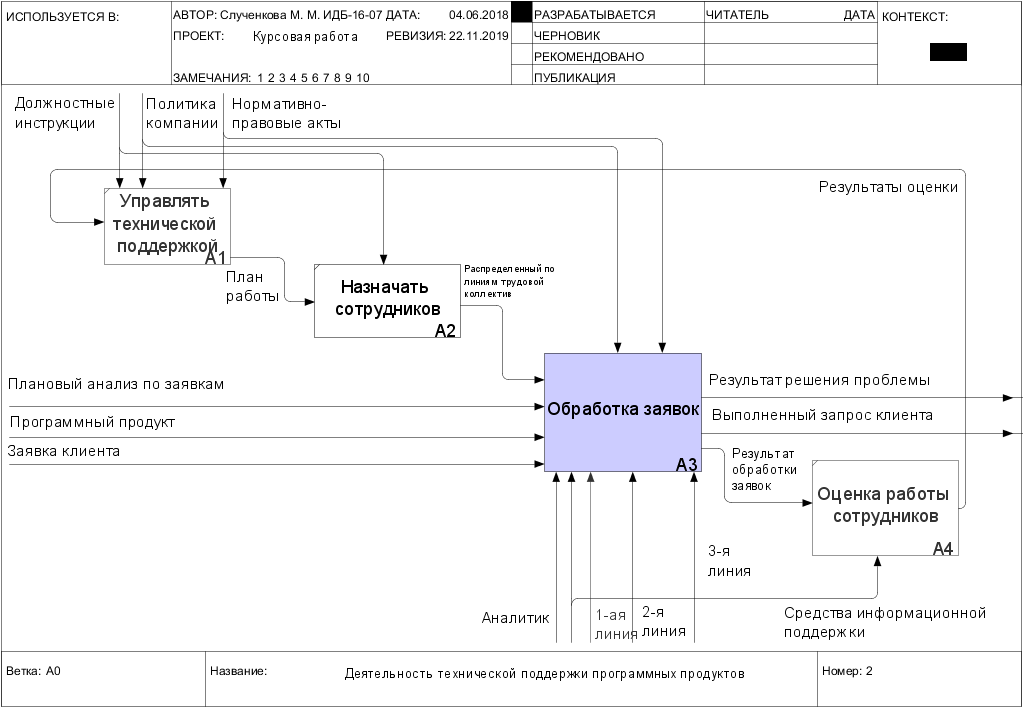 ИСПОЛЬЗУЕТСЯ В:
АВТОР: Слученкова М. М. ИДБ-16-07 ДАТА: 04.06.2018
ПРОЕКТ: Курсовая работа РЕВИЗИЯ: 22.11.2019
ЗАМЕЧАНИЯ: 1 2 3 4 5 6 7 8 9 10
РАЗРАБАТЫВАЕТСЯ
ЧЕРНОВИК
РЕКОМЕНДОВАНО
ПУБЛИКАЦИЯ
ЧИТАТЕЛЬ ДАТА
КОНТЕКСТ:
Должностные
инструкции
Политика
компании
Нормативно-
правовые акты
Результаты оценки
Управлять
технической
поддержкой
A1
План
работы
Назначать
сотрудников
A2
Распределенный по
линиям трудовой
коллектив
Плановый анализ по заявкам
Программный продукт
Заявка клиента
Обработка заявок
A3
Результат решения проблемы
Выполненный запрос клиента
Результат
обработки
заявок
Оценка работы
сотрудников
A4
Аналитик
1-ая
линия
2-я
линия
3-я
линия
Средства информационной
поддержки
Ветка: A0
Название: Деятельность технической поддержки программных продуктов
Номер: 2